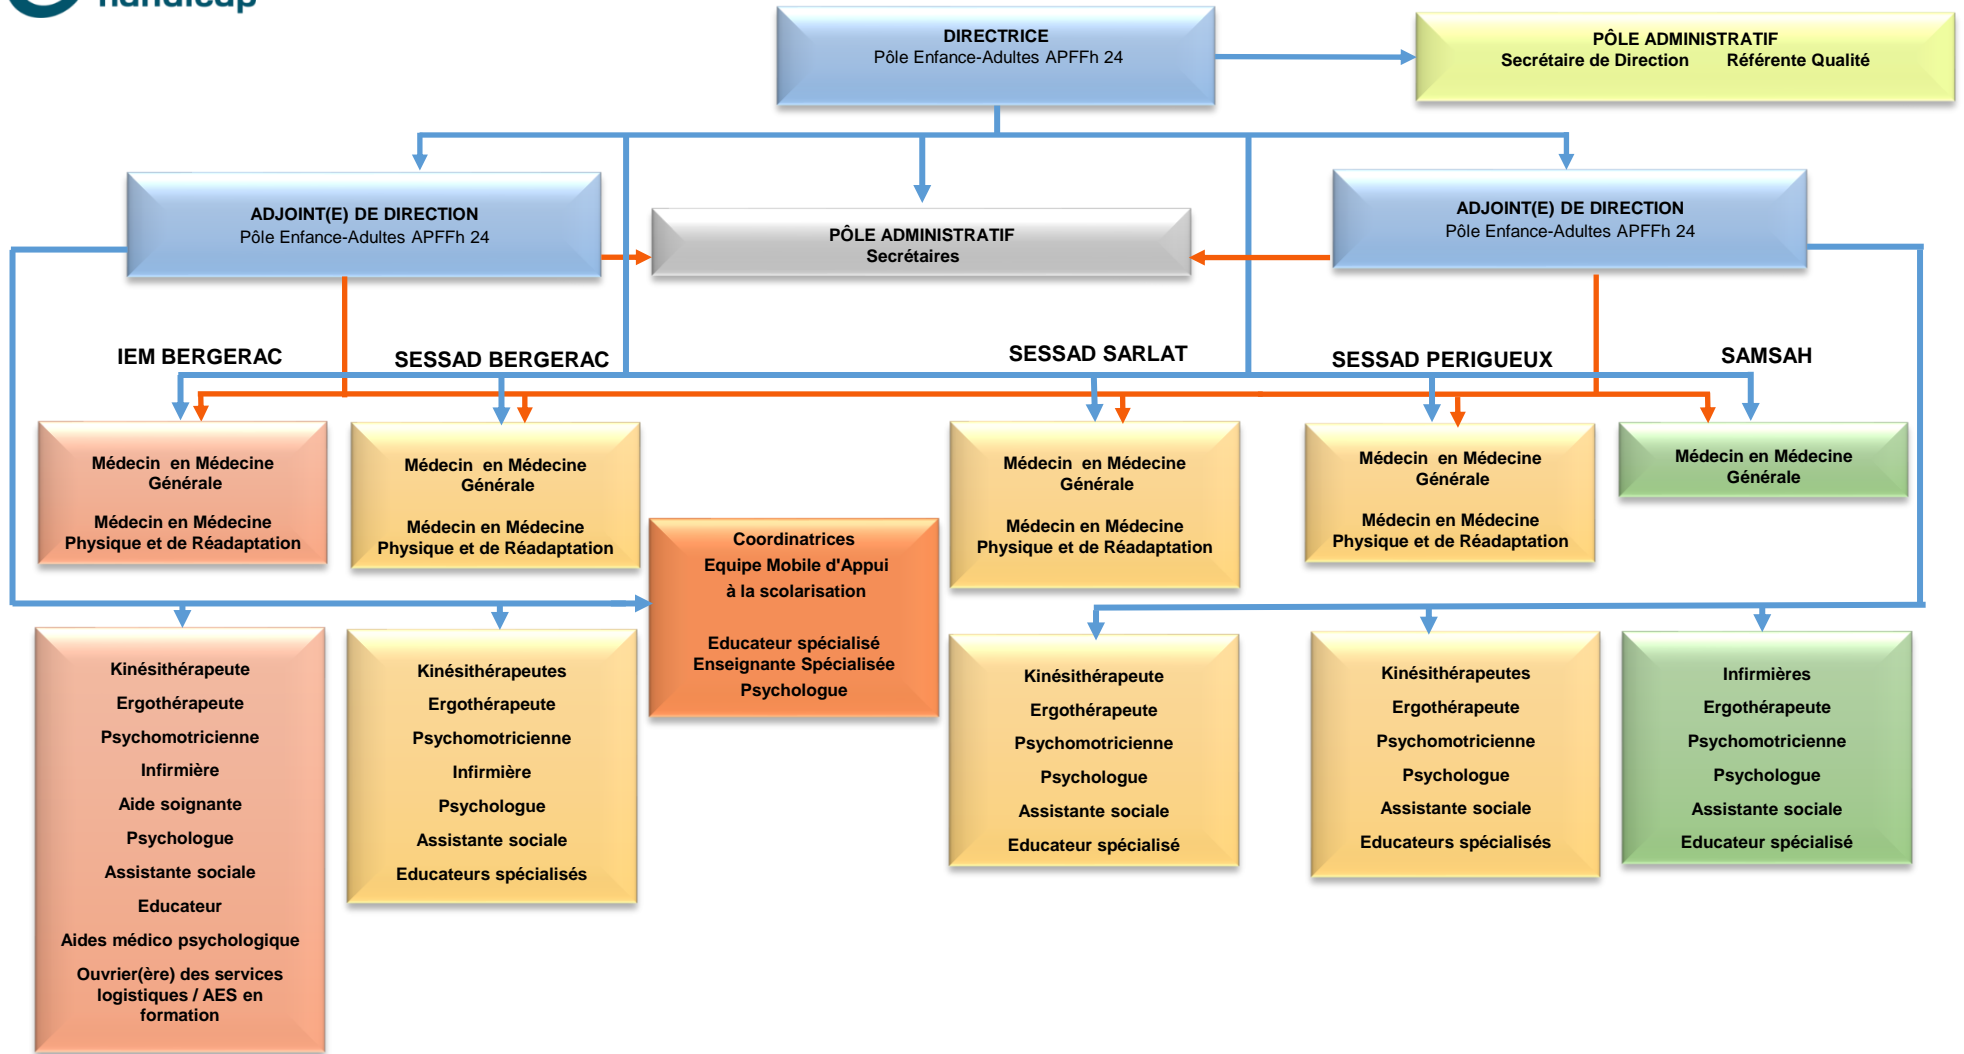 handicap
DIRECTRICE
Pôle Enfance-Adultes APFFh 24
PÔLE ADMINISTRATIF
Secrétaire de Direction Référente Qualité
ADJOINT(E) DE DIRECTION
Pôle Enfance-Adultes APFFh 24
PÔLE ADMINISTRATIF
Secrétaires
ADJOINT(E) DE DIRECTION
Pôle Enfance-Adultes APFFh 24
IEM BERGERAC
SESSAD BERGERAC
SESSAD SARLAT
SESSAD PERIGUEUX
SAMSAH
Médecin en Médecine
Générale
Médecin en Médecine
Physique et de Réadaptation
Médecin en Médecine
Générale
Médecin en Médecine
Physique et de Réadaptation
Médecin en Médecine
Générale
Médecin en Médecine
Physique et de Réadaptation
Médecin en Médecine
Générale
Médecin en Médecine
Physique et de Réadaptation
Médecin en Médecine
Générale
Coordinatrices
Equipe Mobile d'Appui
à la scolarisation
Educateur spécialisé
Enseignante Spécialisée
Psychologue
Kinésithérapeute
Ergothérapeute
Psychomotricienne
Infirmière
Aide soignante
Psychologue
Assistante sociale
Educateur
Aides médico psychologique
Ouvrier(ère) des services
logistiques / AES en
formation
Kinésithérapeutes
Ergothérapeute
Psychomotricienne
Infirmière
Psychologue
Assistante sociale
Educateurs spécialisés
Kinésithérapeute
Ergothérapeute
Psychomotricienne
Psychologue
Assistante sociale
Educateur spécialisé
Kinésithérapeutes
Ergothérapeute
Psychomotricienne
Psychologue
Assistante sociale
Educateurs spécialisés
Infirmières
Ergothérapeute
Psychomotricienne
Psychologue
Assistante sociale
Educateur spécialisé